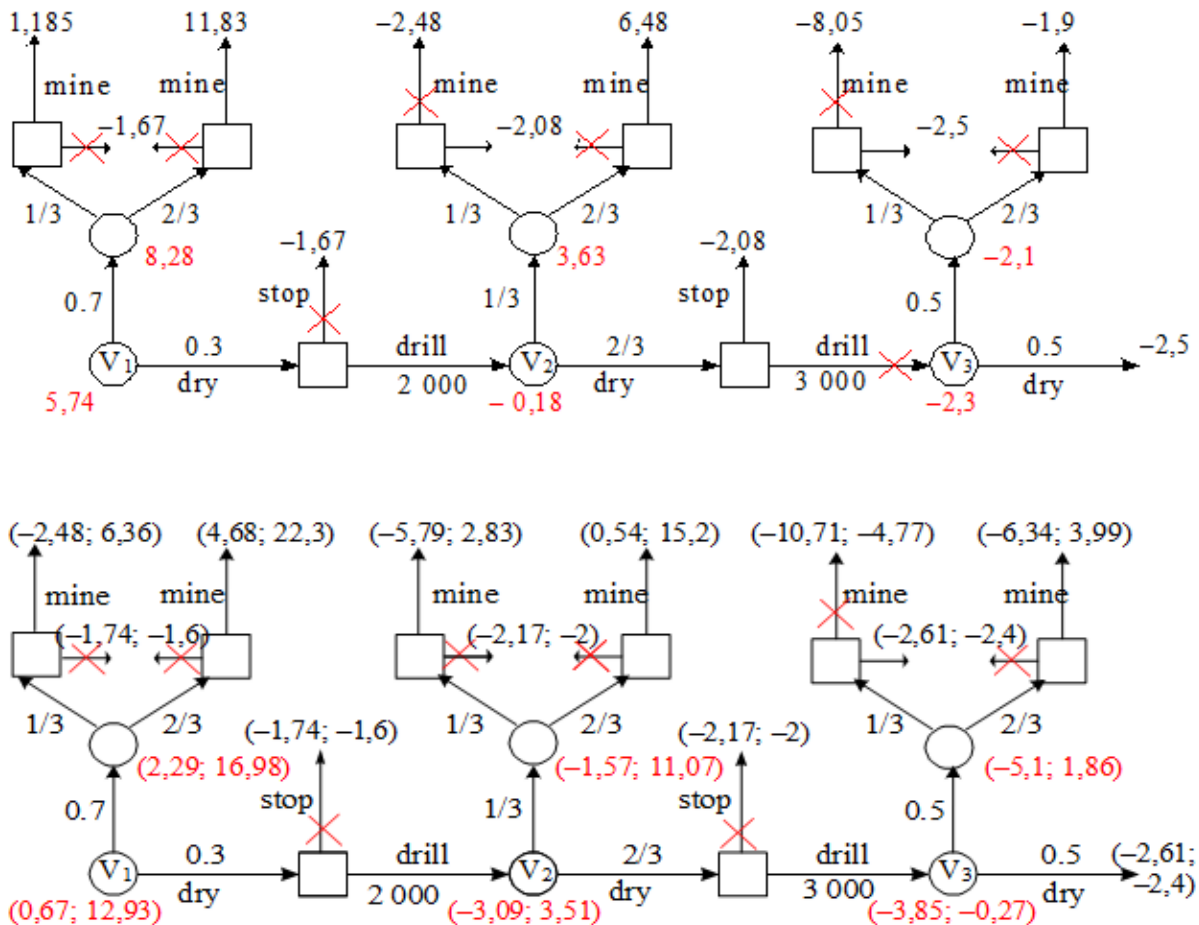 1,185 11,83 –2,48 6,48 –8,05 –1,9
mine mine mine mine mine mine
–1,67 –2,08 –2,5
1/3 2/3 1/3 2/3 1/3 2/3
8,28 –1,67 3,63 –2,08 –2,1
0.7 stop 1/3 stop 0.5
V1 0.3 drill V2 2/3 drill V3 0.5 –2,5
dry 2 000 dry 3 000 dry
5,74 – 0,18 –2,3
(–2,48; 6,36) (4,68; 22,3) (–5,79; 2,83) (0,54; 15,2) (–10,71; –4,77) (–6,34; 3,99)
mine mine mine mine mine mine
(–1,74; –1,6) (–2,17; –2) (–2,61; –2,4)
1/3 2/3 1/3 2/3 1/3 2/3
(–1,74; –1,6) (–2,17; –2)
(2,29; 16,98) (–1,57; 11,07) (–5,1; 1,86)
0.7 stop 1/3 stop 0.5
V1 0.3 drill V2 2/3 drill V3 0.5 (–2,61;
dry 2 000 dry 3 000 dry –2,4)
(0,67; 12,93) (–3,09; 3,51) (–3,85; –0,27)